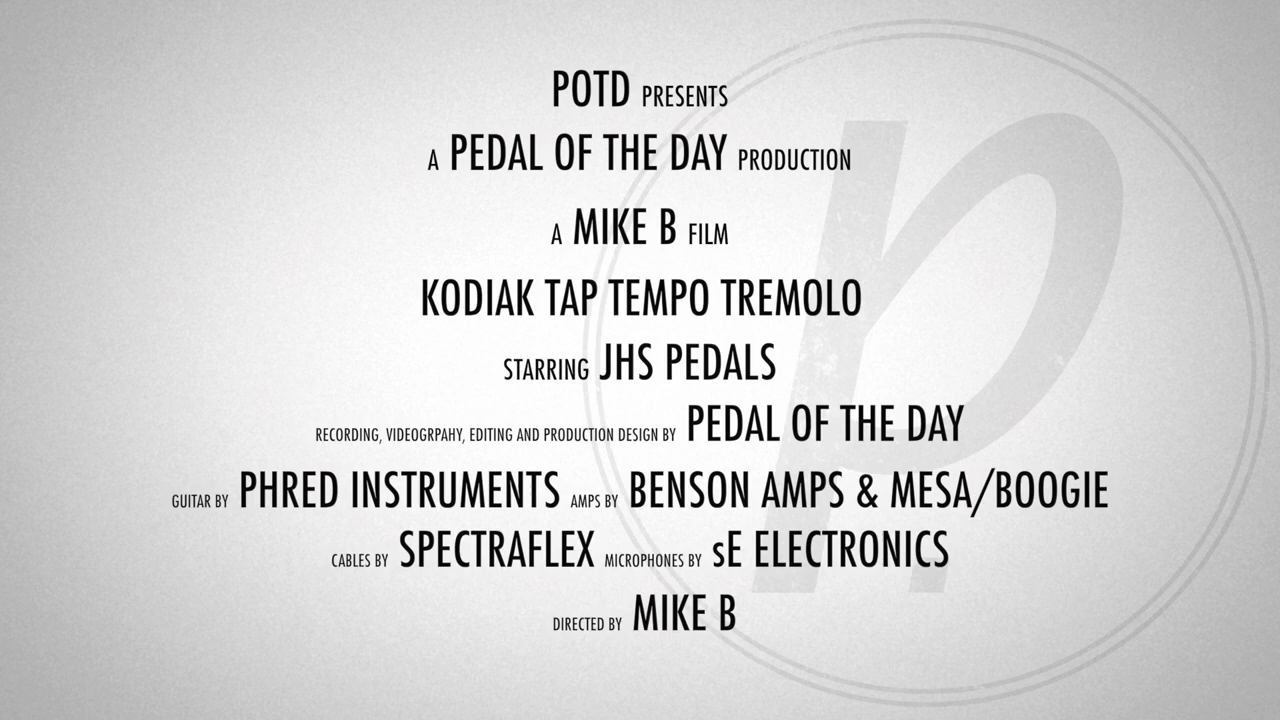 POTD PRESENTS
A PEDAL OF THE DAY PRODUCTION
A MIKE B FILM
KODIAK TAP TEMPO TREMOLO
STARRING JHS PEDALS
RECORDING, VIDEOGRPAHY, EDITING AND PRODUCTION DESIGN BY PEDAL OF THE DAY
GUITAR BY PHRED INSTRUMENTS AMPS BY BENSON AMPS & MESA/BOOGIE
CABLES BY SPECTRAFLEX MICROPHONES BY sE ELECTRONICS
DIRECTED BY MIKE B